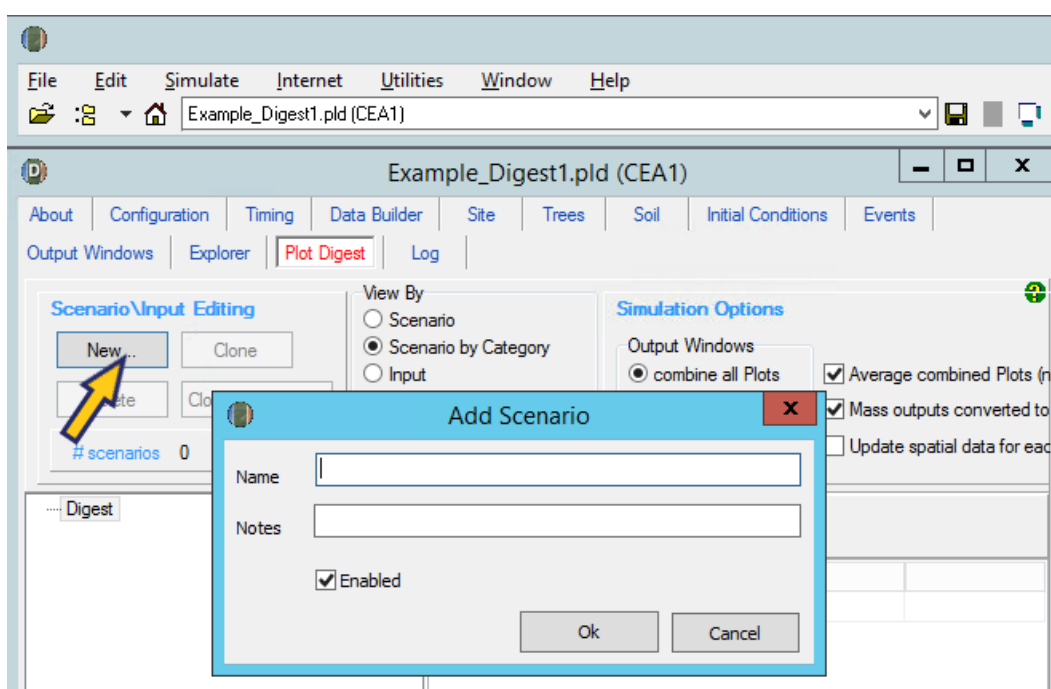 File Edit Simulate Internet Utilities Window Help
Example_Digest1.pld (CEA1)
Example_Digest1.pld (CEA1)
About Configuration Timing Data Builder Site Trees Soil Initial Conditions Events
Output Windows Explorer Plot Digest Log
Scenario\Input Editing
New...
Clone
# scenarios 0
View By
Scenario
Scenario by Category
Input
Simulation Options
Output Windows
combine all Plots
Average combined Plots
Mass outputs converted to
Update spatial data for
Digest
Add Scenario
Name
Notes
Enabled
Ok Cancel